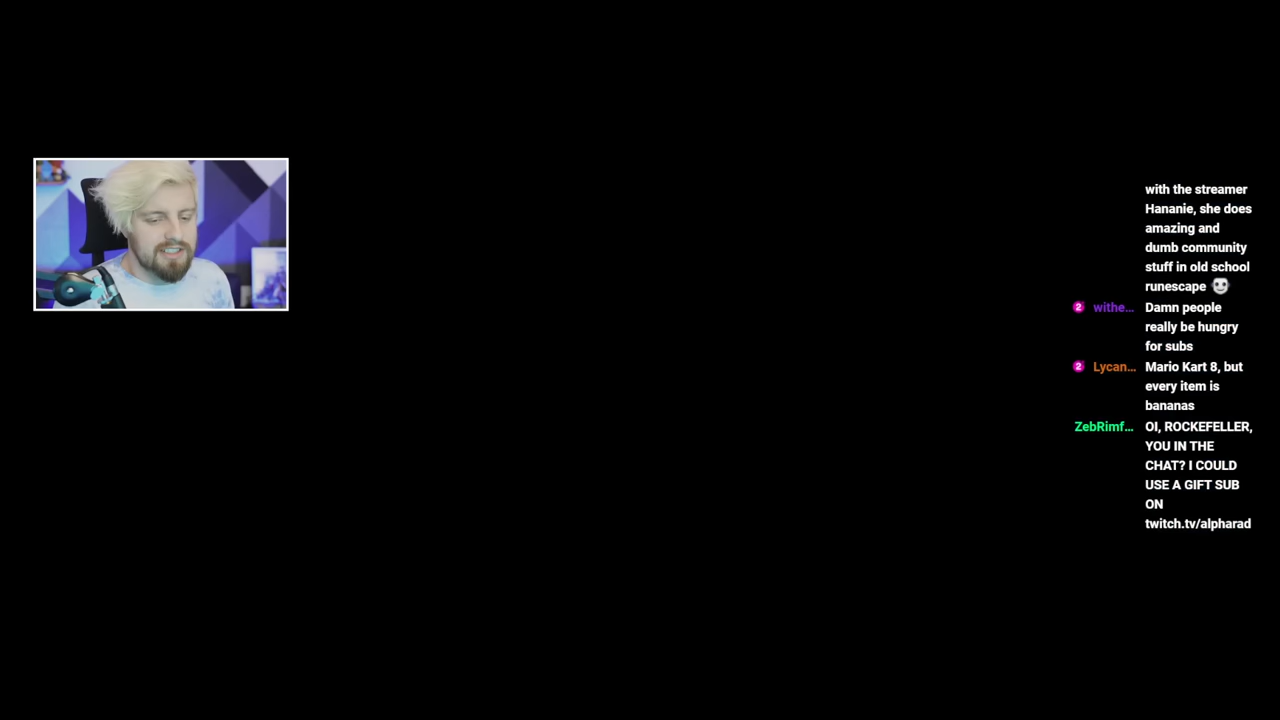 with the streamer
Hananie, she does
amazing and
dumb community
stuff in old school
runescape
withe... Damn people
really be hungry
for subs
Lycan... Mario Kart 8, but
every item is
bananas
ZebRimf... OI, ROCKEFELLER,
YOU IN THE
CHAT? I COULD
USE A GIFT SUB
ON
twitch.tv/alpharad